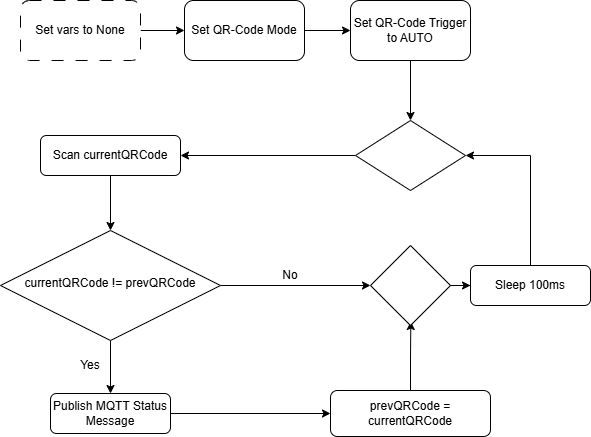 Set vars to None
Set QR-Code Mode
Set QR-Code Trigger
to AUTO
Scan currentQRCode
currentQRCode != prevQRCode
No
Sleep 100ms
Yes
Publish MQTT Status
Message
prevQRCode =
currentQRCode